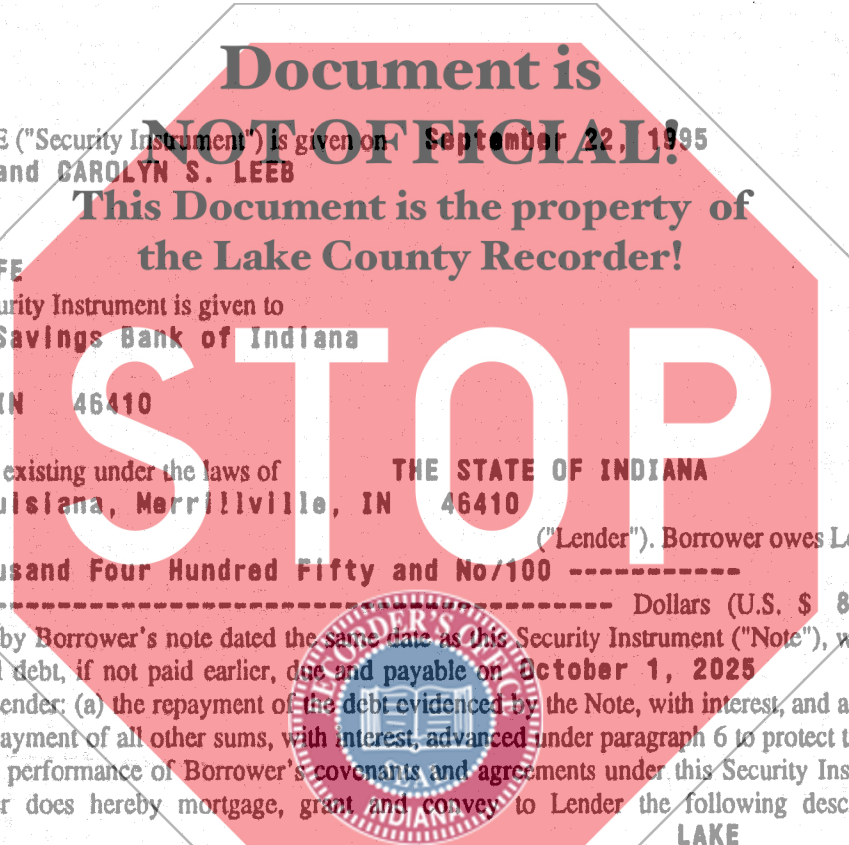 Document is
NOT OFFICIAL!
("Security Instrument") is given on September 22, 1995
and CAROLYN S. LEEB
This Document is the property of
the Lake County Recorder!
FE
urity Instrument is given to
Savings Bank of Indiana
STOP
IN 46410
existing under the laws of THE STATE OF INDIANA
uisiana, Merrillville, IN 46410
("Lender"). Borrower owes Le
usand Four Hundred Fifty and No/100 -----------
-------------------------------------- Dollars (U.S. $ 8
by Borrower's note dated the same date as this Security Instrument ("Note"), w
debt, if not paid earlier, due and payable on October 1, 2025
ender: (a) the repayment of the debt evidenced by the Note, with interest, and a
ayment of all other sums, with interest, advanced under paragraph 6 to protect t
performance of Borrower's covenants and agreements under this Security Ins
r does hereby mortgage, grant and convey to Lender the following desc
LAKE
RECORDER'S OFFICE
SEAL
INDIANA